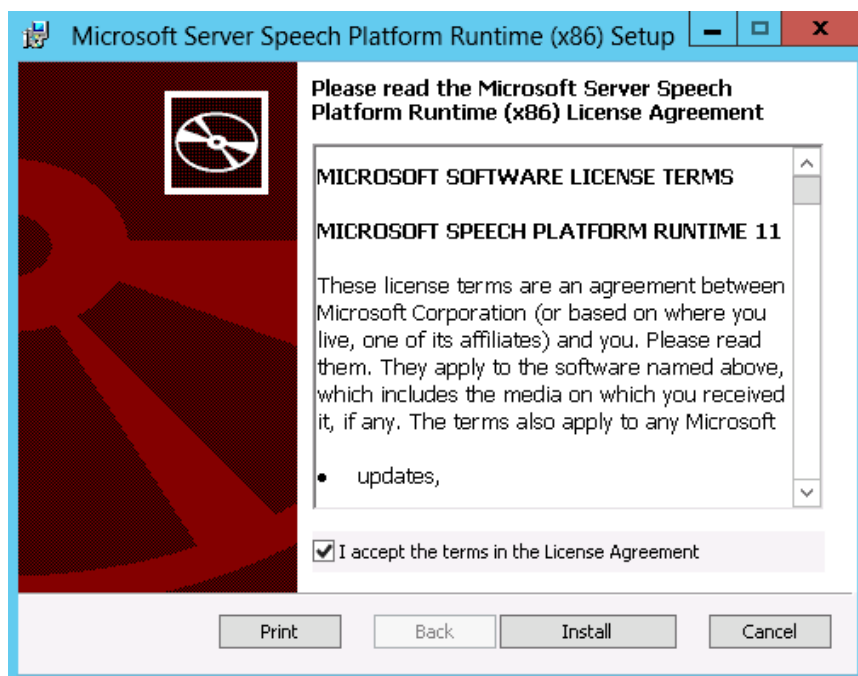 Microsoft Server Speech Platform Runtime (x86) Setup
Please read the Microsoft Server Speech
Platform Runtime (x86) License Agreement
MICROSOFT SOFTWARE LICENSE TERMS
MICROSOFT SPEECH PLATFORM RUNTIME 11
These license terms are an agreement between
Microsoft Corporation (or based on where you
live, one of its affiliates) and you. Please read
them. They apply to the software named above,
which includes the media on which you received
it, if any. The terms also apply to any Microsoft
• updates,
I accept the terms in the License Agreement
Print Back Install Cancel